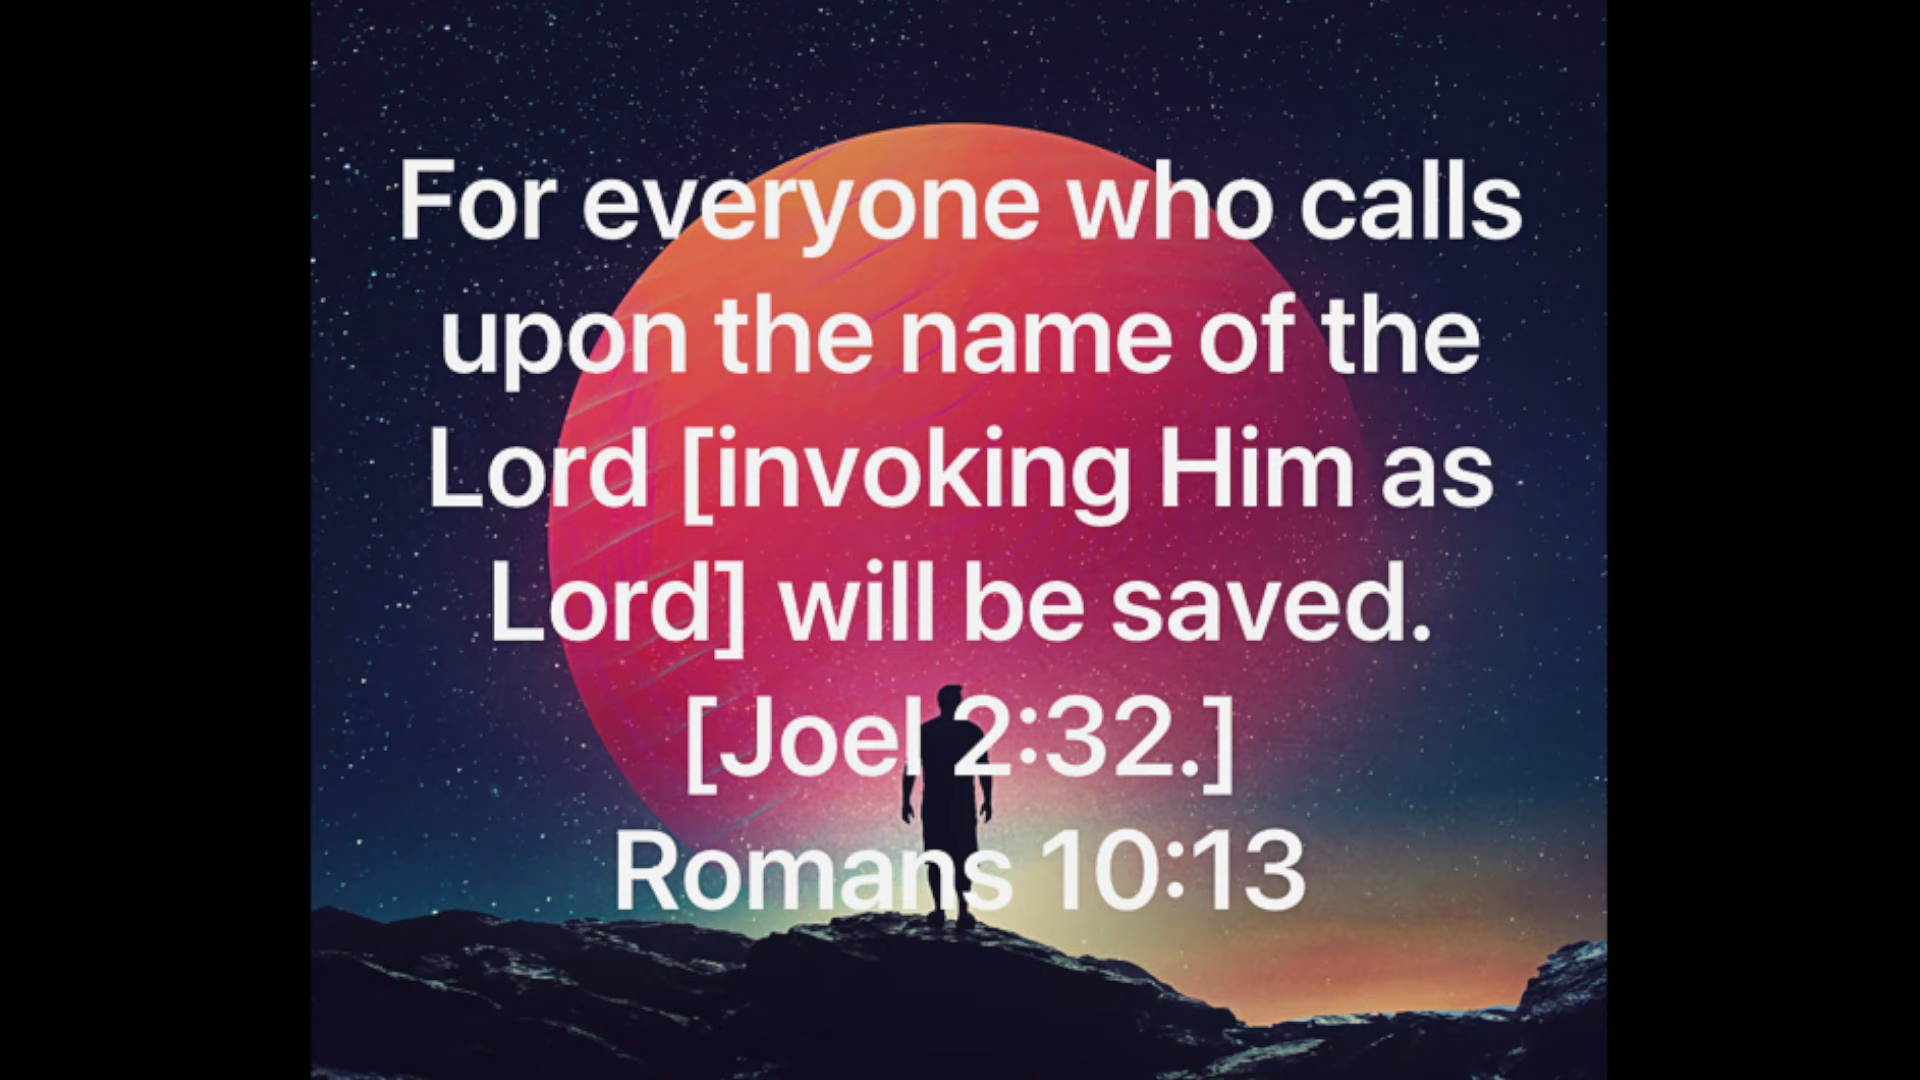 For everyone who calls
upon the name of the
Lord [invoking Him as
Lord] will be saved.
[Joel 2:32.]
Romans 10:13